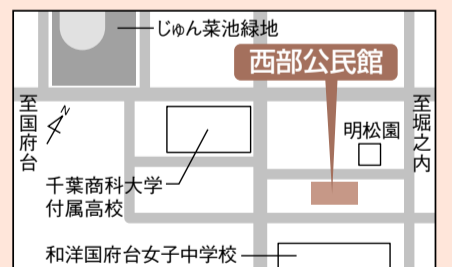 じゅん菜池緑地
西部公民館
至国府台
N
明松園
至堀之内
千葉商科大学
付属高校
和洋国府台女子中学校